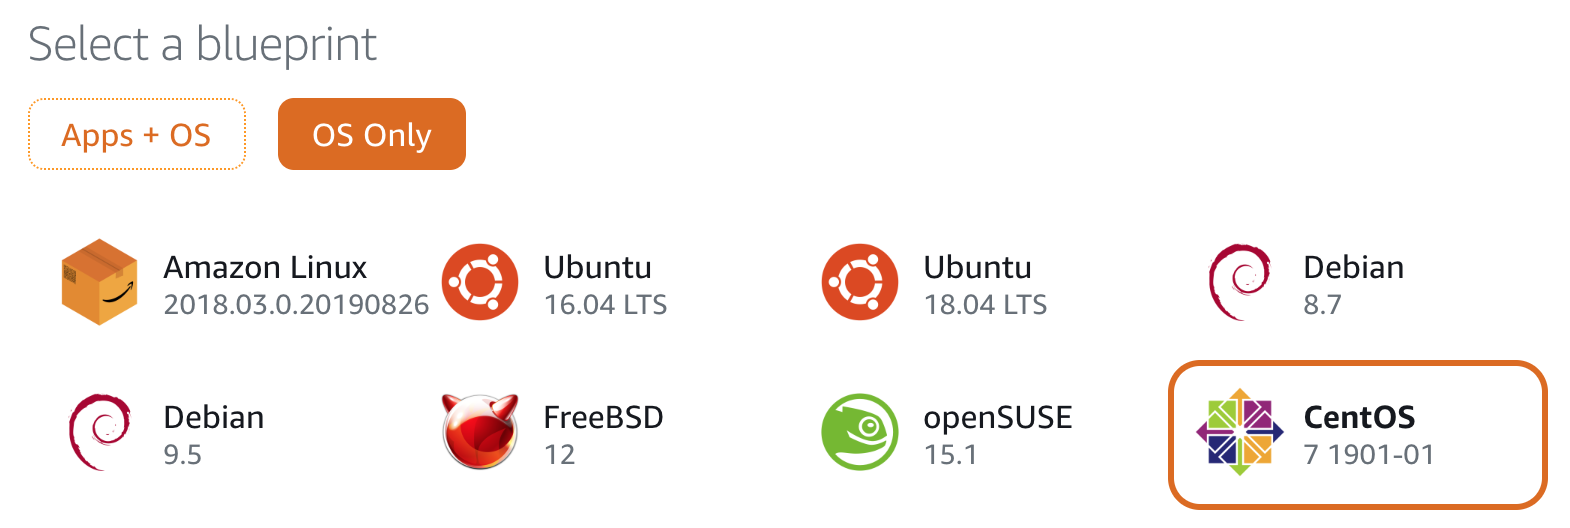 Select a blueprint
Apps + OS
OS Only
Amazon Linux
2018.03.0.20190826
Ubuntu
16.04 LTS
Ubuntu
18.04 LTS
Debian
8.7
Debian
9.5
FreeBSD
12
openSUSE
15.1
CentOS
7 1901-01